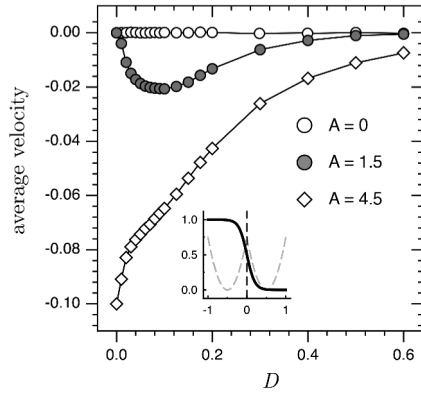 average velocity
0.00
-0.02
-0.04
-0.06
-0.08
-0.10
A = 0
A = 1.5
A = 4.5
1.0
0.5
0.0
-1 0 1
0.0 0.2 0.4 0.6
D